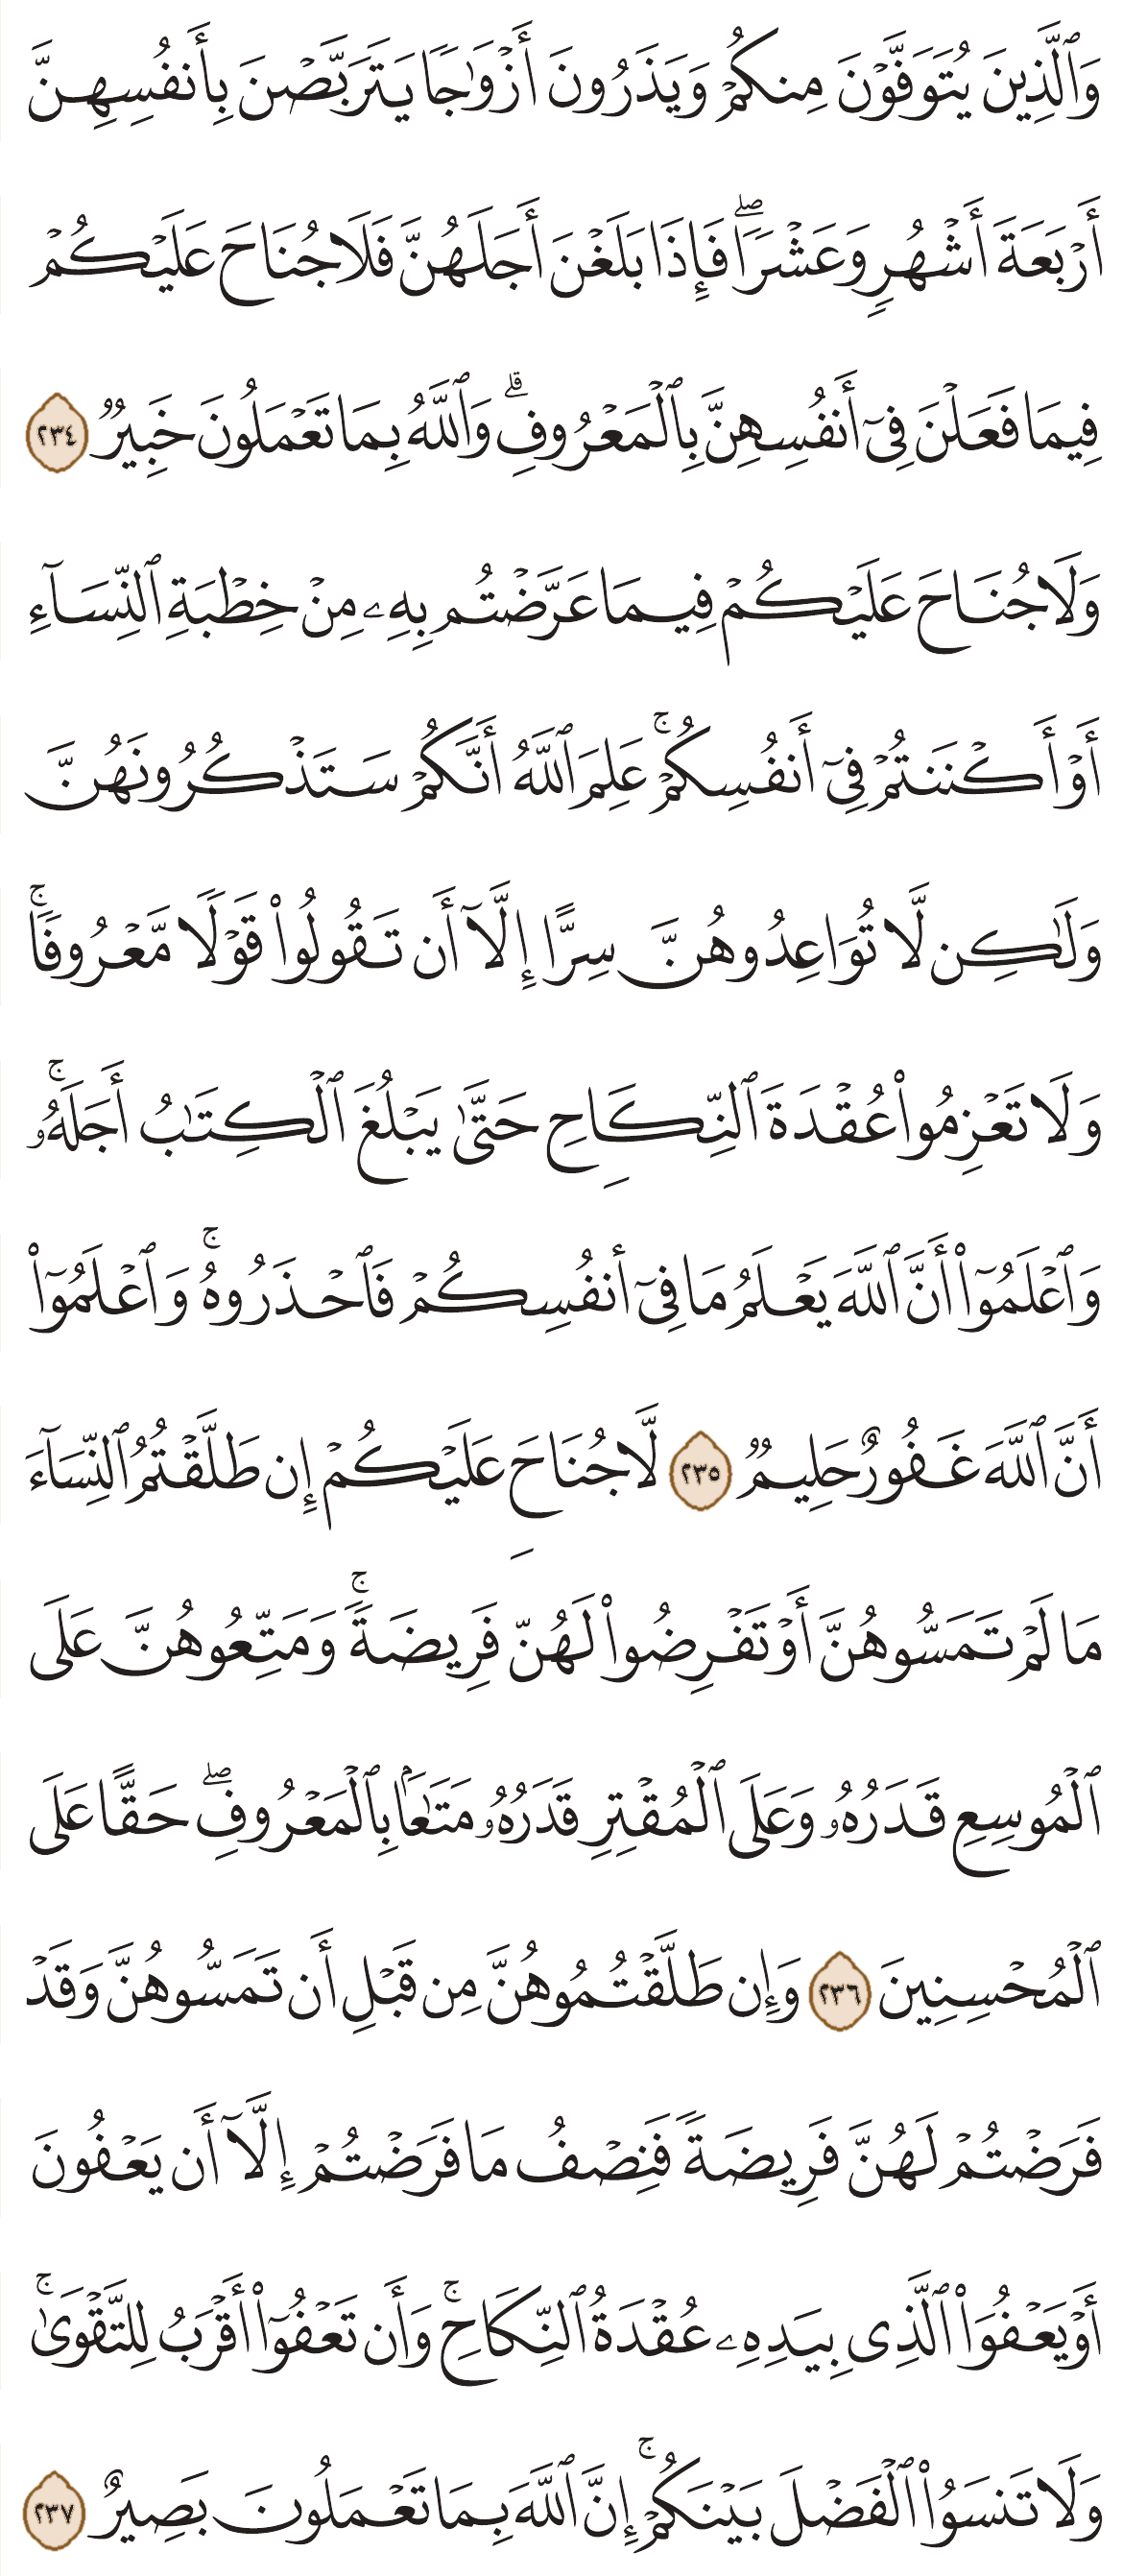 وَٱلَّذِينَ يُتَوَفَّوۡنَ مِنكُمۡ وَيَذَرُونَ أَزۡوَٰجٗا يَتَرَبَّصۡنَ بِأَنفُسِهِنَّ
أَرۡبَعَةَ أَشۡهُرٖ وَعَشۡرٗاۖ فَإِذَا بَلَغۡنَ أَجَلَهُنَّ فَلَا جُنَاحَ عَلَيۡكُمۡ
فِيمَا فَعَلۡنَ فِيٓ أَنفُسِهِنَّ بِٱلۡمَعۡرُوفِۗ وَٱللَّهُ بِمَا تَعۡمَلُونَ خَبِيرٞ ٢٣٤
وَلَا جُنَاحَ عَلَيۡكُمۡ فِيمَا عَرَّضۡتُم بِهِۦ مِنۡ خِطۡبَةِ ٱلنِّسَآءِ
أَوۡ أَكۡنَنتُمۡ فِيٓ أَنفُسِكُمۡۚ عَلِمَ ٱللَّهُ أَنَّكُمۡ سَتَذۡكُرُونَهُنَّ
وَلَٰكِن لَّا تُوَاعِدُوهُنَّ سِرًّا إِلَّآ أَن تَقُولُواْ قَوۡلٗا مَّعۡرُوفٗاۚ
وَلَا تَعۡزِمُواْ عُقۡدَةَ ٱلنِّكَاحِ حَتَّىٰ يَبۡلُغَ ٱلۡكِتَٰبُ أَجَلَهُۥۚ
وَٱعۡلَمُوٓاْ أَنَّ ٱللَّهَ يَعۡلَمُ مَا فِيٓ أَنفُسِكُمۡ فَٱحۡذَرُوهُۚ وَٱعۡلَمُوٓاْ
أَنَّ ٱللَّهَ غَفُورٌ حَلِيمٞ ٢٣٥ لَّا جُنَاحَ عَلَيۡكُمۡ إِن طَلَّقۡتُمُ ٱلنِّسَآءَ
مَا لَمۡ تَمَسُّوهُنَّ أَوۡ تَفۡرِضُواْ لَهُنَّ فَرِيضَةٗۚ وَمَتِّعُوهُنَّ عَلَى
ٱلۡمُوسِعِ قَدَرُهُۥ وَعَلَى ٱلۡمُقۡتِرِ قَدَرُهُۥ مَتَٰعَۢا بِٱلۡمَعۡرُوفِۖ حَقًّا عَلَى
ٱلۡمُحۡسِنِينَ ٢٣٦ وَإِن طَلَّقۡتُمُوهُنَّ مِن قَبۡلِ أَن تَمَسُّوهُنَّ وَقَدۡ
فَرَضۡتُمۡ لَهُنَّ فَرِيضَةٗ فَنِصۡفُ مَا فَرَضۡتُمۡ إِلَّآ أَن يَعۡفُونَ
أَوۡ يَعۡفُوَاْ ٱلَّذِي بِيَدِهِۦ عُقۡدَةُ ٱلنِّكَاحِۚ وَأَن تَعۡفُوٓاْ أَقۡرَبُ لِلتَّقۡوَىٰۚ
وَلَا تَنسَوُاْ ٱلۡفَضۡلَ بَيۡنَكُمۡۚ إِنَّ ٱللَّهَ بِمَا تَعۡمَلُونَ بَصِيرٌ ٢٣٧